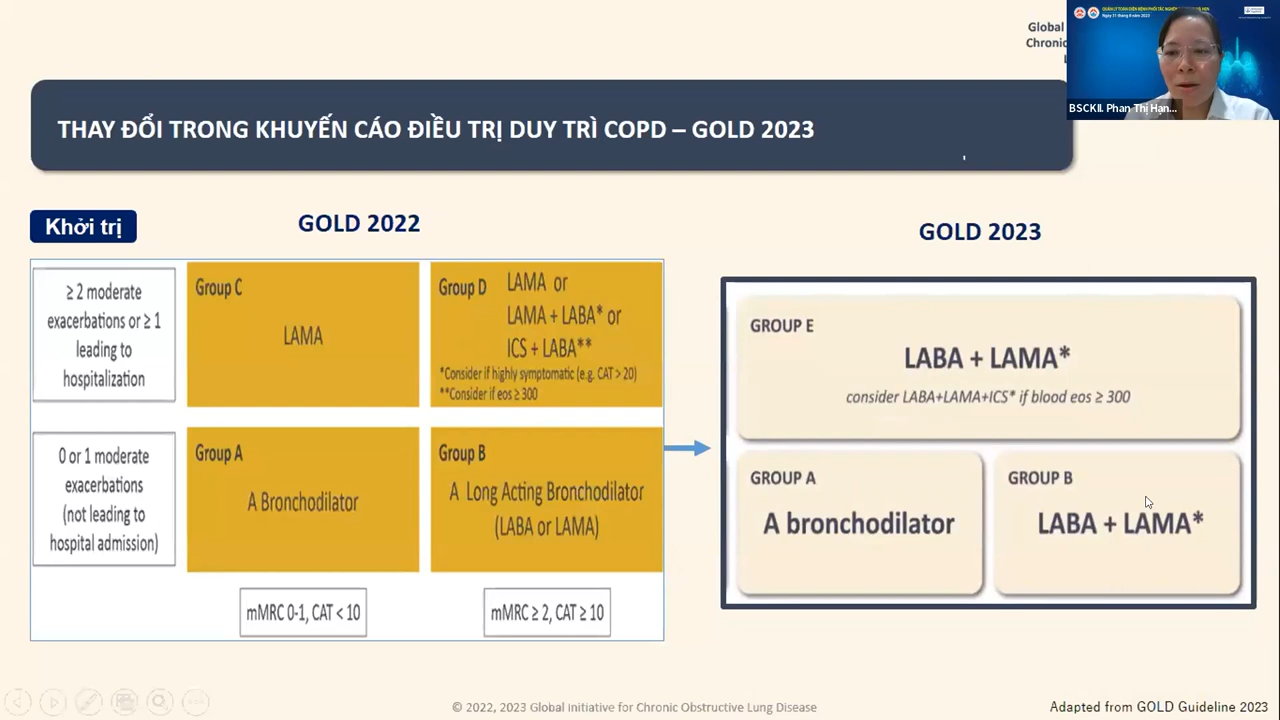 Global
Chronic
BSCKII. Phan Thị Han...
THAY ĐỔI TRONG KHUYẾN CÁO ĐIỀU TRỊ DUY TRÌ COPD – GOLD 2023
Khởi trị
GOLD 2022
≥ 2 moderate
exacerbations or ≥ 1
leading to
hospitalization
Group C
LAMA
Group D
LAMA or
LAMA + LABA* or
ICS + LABA**
*Consider if highly symptomatic (e.g. CAT > 20)
**Consider if eos ≥ 300
0 or 1 moderate
exacerbations
(not leading to
hospital admission)
Group A
A Bronchodilator
Group B
A Long Acting Bronchodilator
(LABA or LAMA)
mMRC 0-1, CAT < 10
mMRC ≥ 2, CAT ≥ 10
GOLD 2023
GROUP E
LABA + LAMA*
consider LABA+LAMA+ICS* if blood eos ≥ 300
GROUP A
A bronchodilator
GROUP B
LABA + LAMA*
© 2022, 2023 Global Initiative for Chronic Obstructive Lung Disease
Adapted from GOLD Guideline 2023